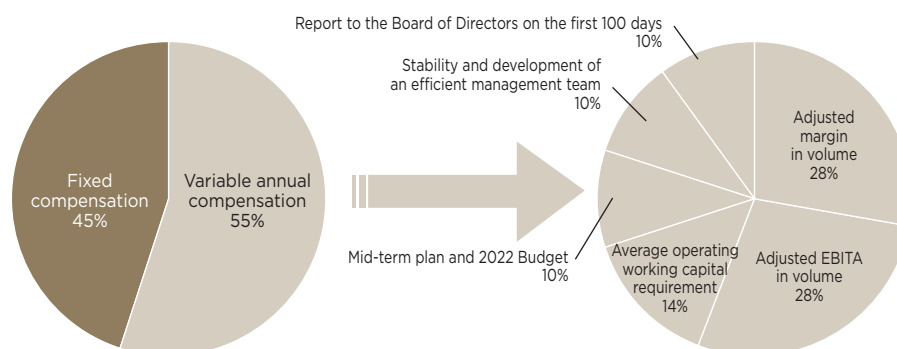 Report to the Board of Directors on the first 100 days
10%
Stability and development of
an efficient management team
10%
Adjusted
margin
in volume
28%
Fixed
compensation
45%
Variable annual
compensation
55%
Mid-term plan and 2022 Budget
10%
Average operating
working capital
requirement
14%
Adjusted EBITA
in volume
28%